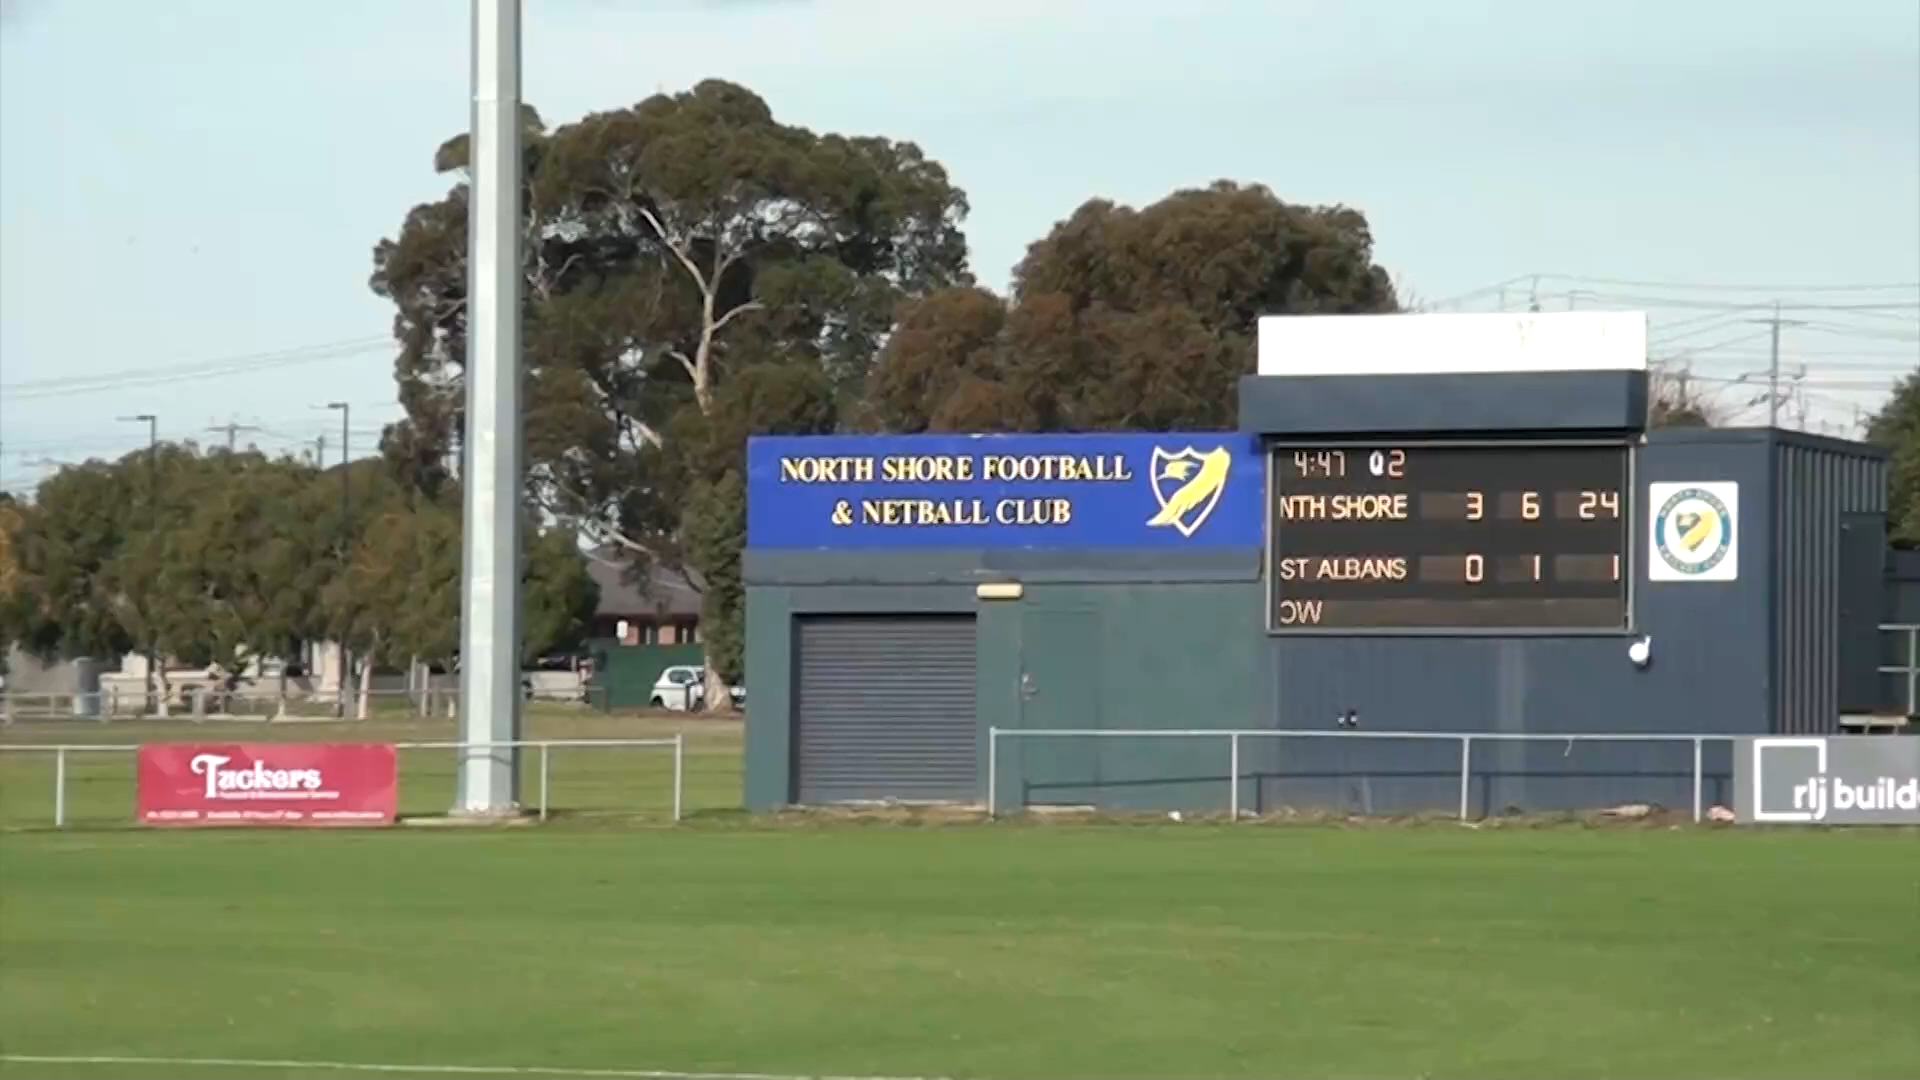 NORTH SHORE FOOTBALL
& NETBALL CLUB
4:47 Q2
NTH SHORE 3 6 24
ST ALBANS 0 1 1
OW
Tuckers
rlj build